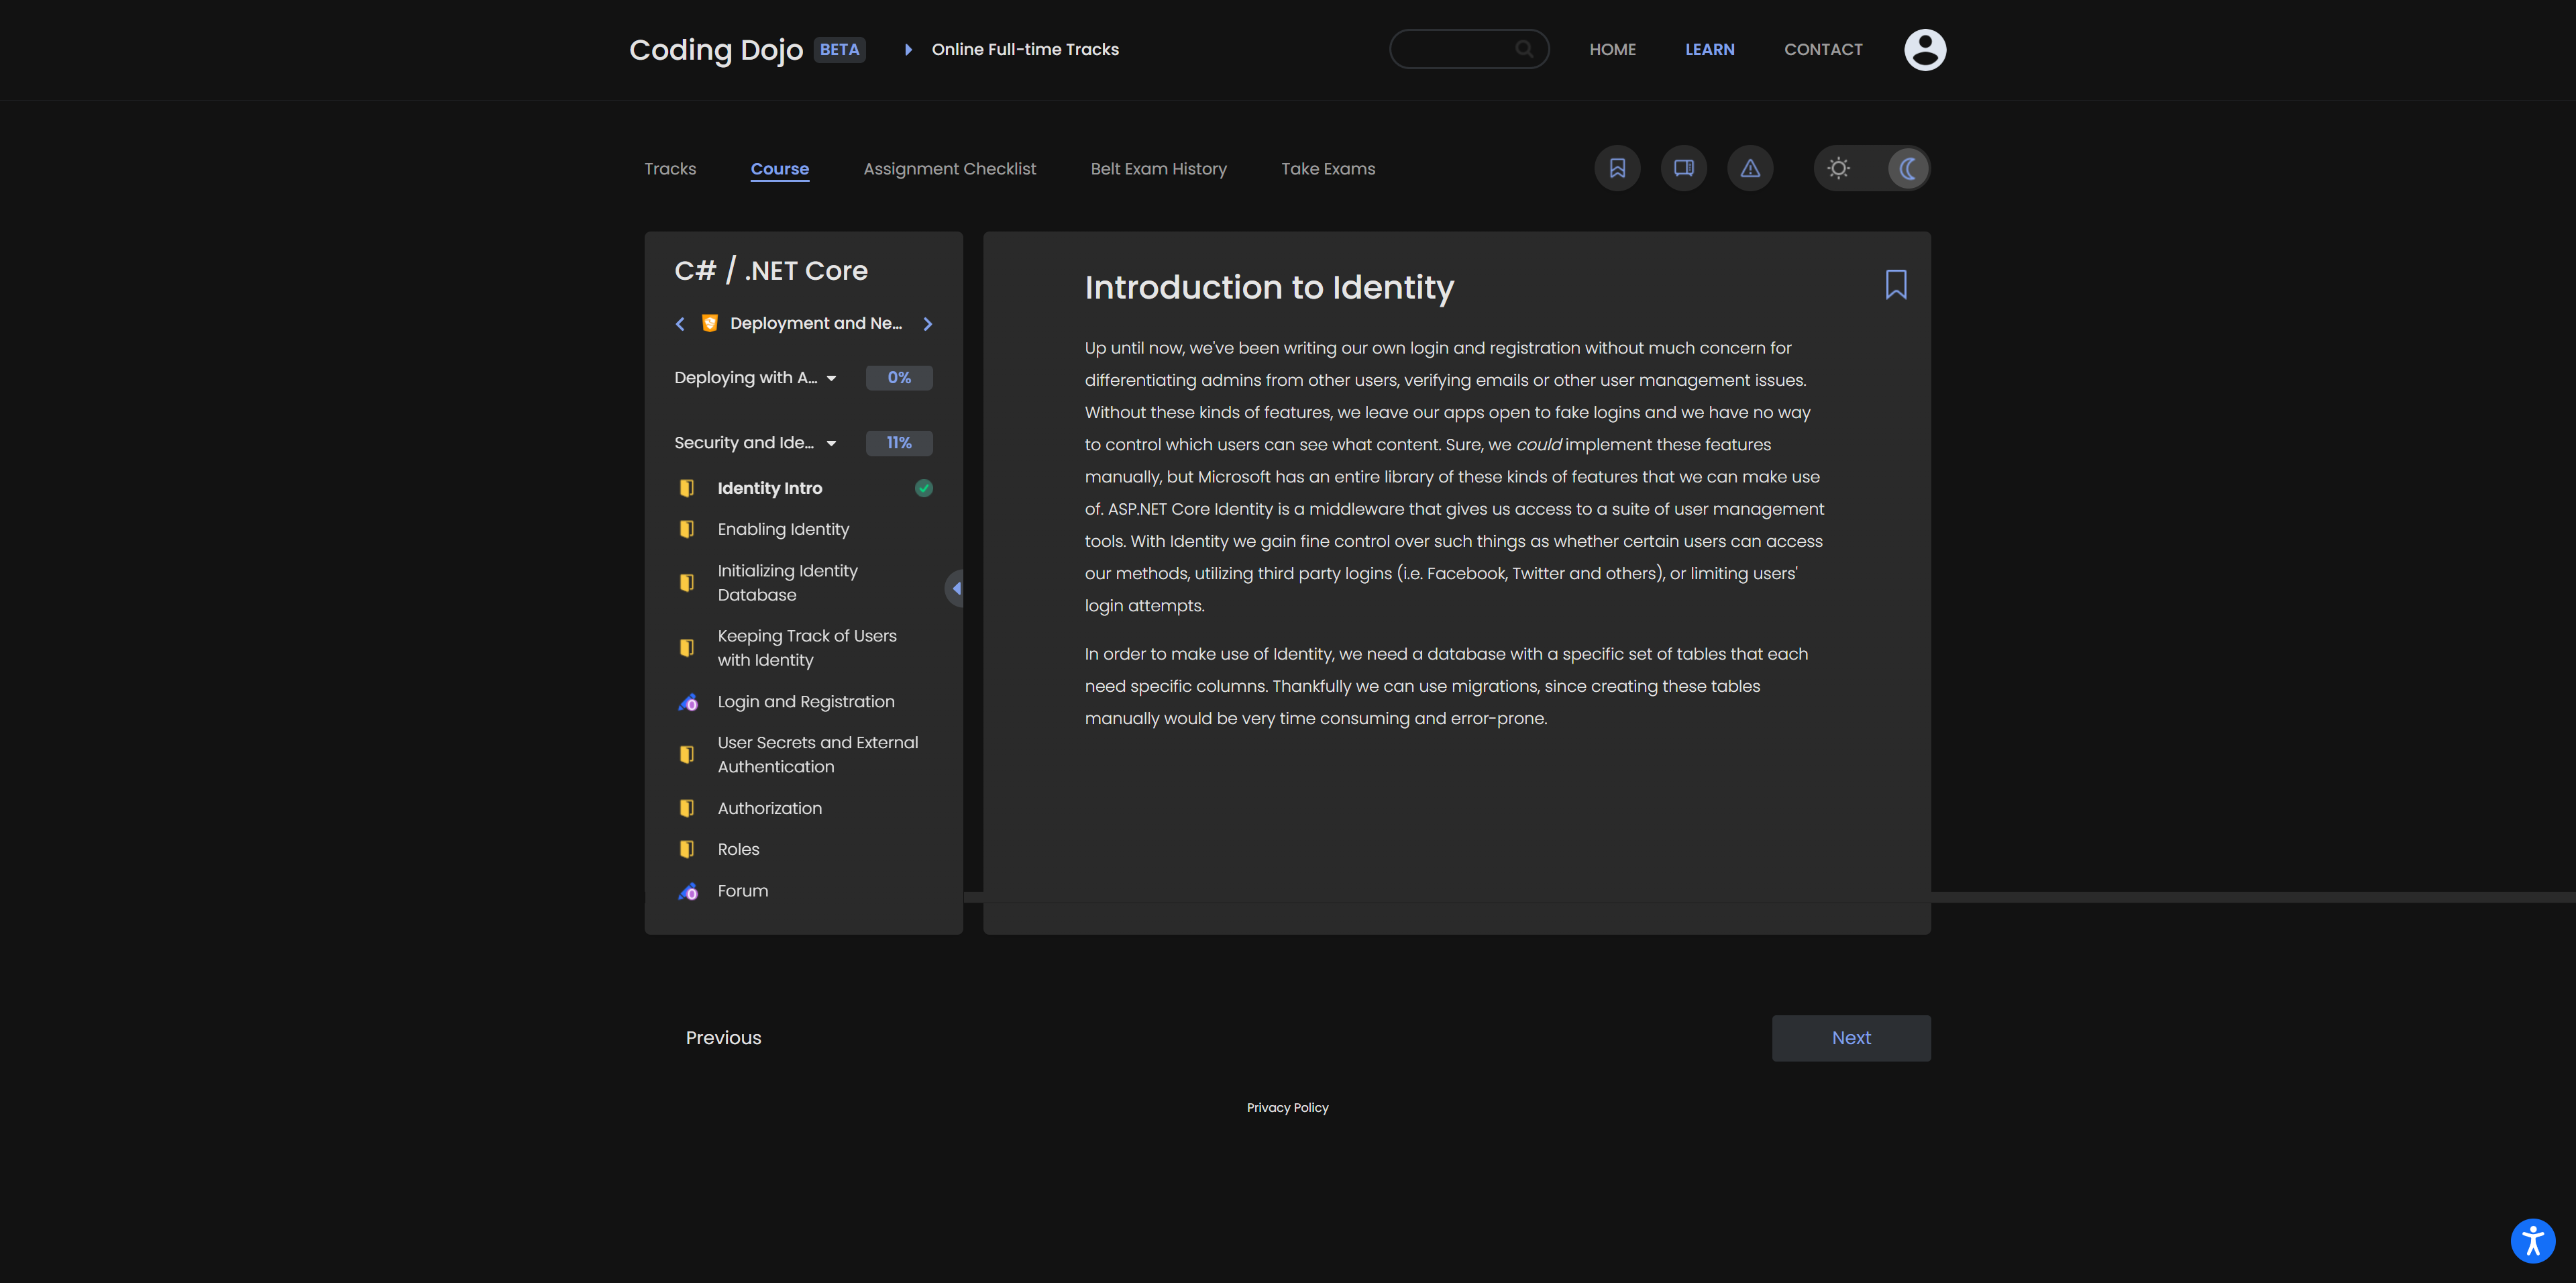 Coding Dojo BETA Online Full-time Tracks HOME LEARN CONTACT
Tracks Course Assignment Checklist Belt Exam History Take Exams
C# / .NET Core
Deployment and Ne...
Deploying with A... 0%
Security and Ide... 11%
Identity Intro
Enabling Identity
Initializing Identity
Database
Keeping Track of Users
with Identity
Login and Registration
User Secrets and External
Authentication
Authorization
Roles
Forum
Introduction to Identity
Up until now, we've been writing our own login and registration without much concern for
differentiating admins from other users, verifying emails or other user management issues.
Without these kinds of features, we leave our apps open to fake logins and we have no way
to control which users can see what content. Sure, we could implement these features
manually, but Microsoft has an entire library of these kinds of features that we can make use
of. ASP.NET Core Identity is a middleware that gives us access to a suite of user management
tools. With Identity we gain fine control over such things as whether certain users can access
our methods, utilizing third party logins (i.e. Facebook, Twitter and others), or limiting users'
login attempts.
In order to make use of Identity, we need a database with a specific set of tables that each
need specific columns. Thankfully we can use migrations, since creating these tables
manually would be very time consuming and error-prone.
Previous
Next
Privacy Policy